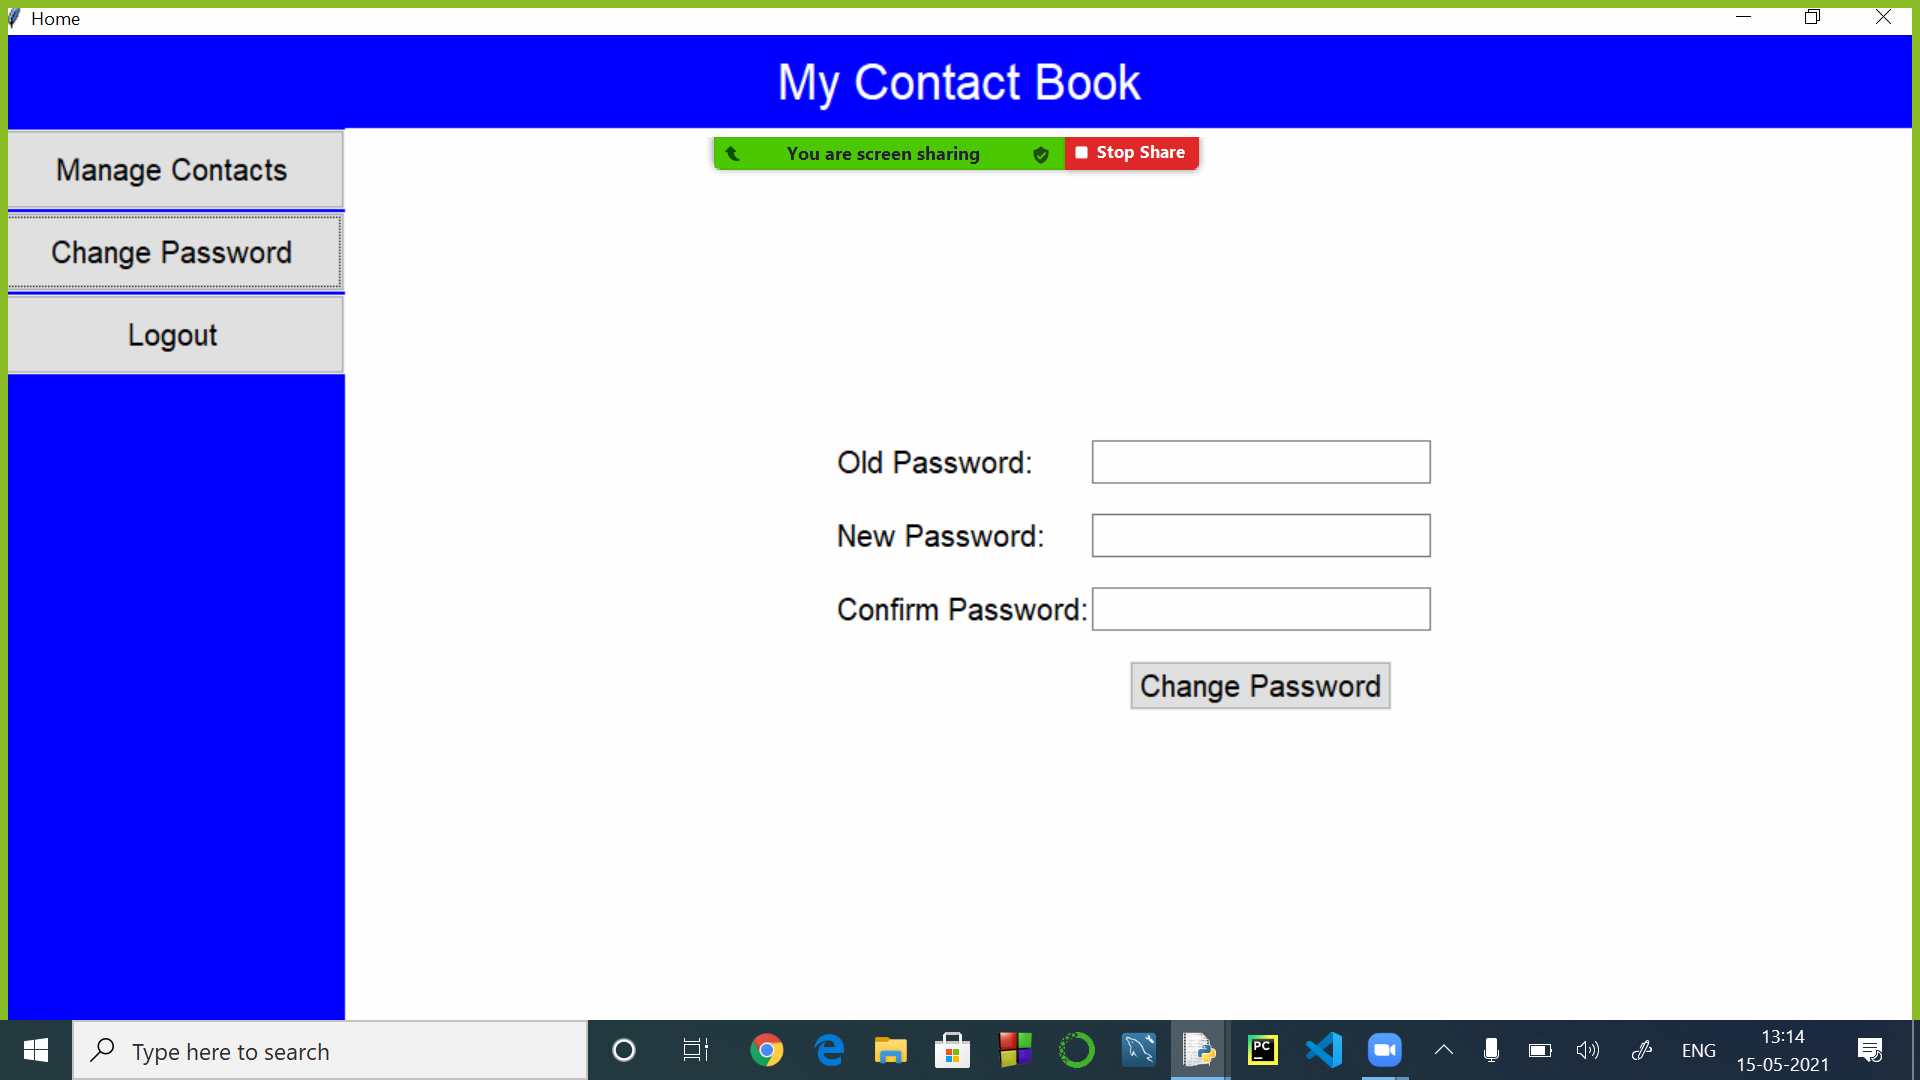 Home
My Contact Book
You are screen sharing
Stop Share
Manage Contacts
Change Password
Logout
Old Password:
New Password:
Confirm Password:
Change Password
Type here to search
PC
ENG
13:14
15-05-2021